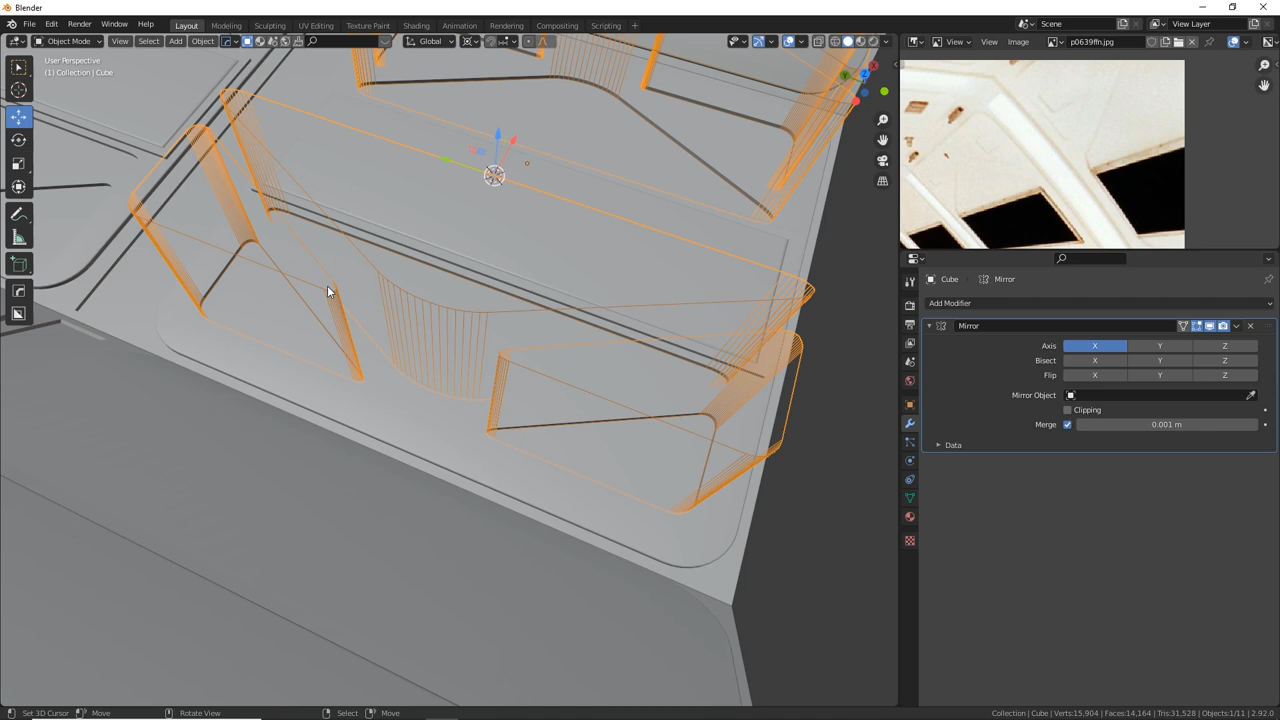 Blender
File Edit Render Window Help Layout Modeling Sculpting UV Editing Texture Paint Shading Animation Rendering Compositing Scripting + Scene View Layer
Object Mode View Select Add Object Global View View Image p0639ffn.jpg
User Perspective
(1) Collection | Cube
X
Y
Z
Cube Mirror
Add Modifier
Mirror
Axis X Y Z
Bisect X Y Z
Flip X Y Z
Mirror Object
Clipping
Merge 0.001 m
Data
Set 3D Cursor Move Rotate View Select Move Collection | Cube | Verts:15,904 | Faces:14,164 | Tris:31,528 | Objects:1/11 | 2.92.0